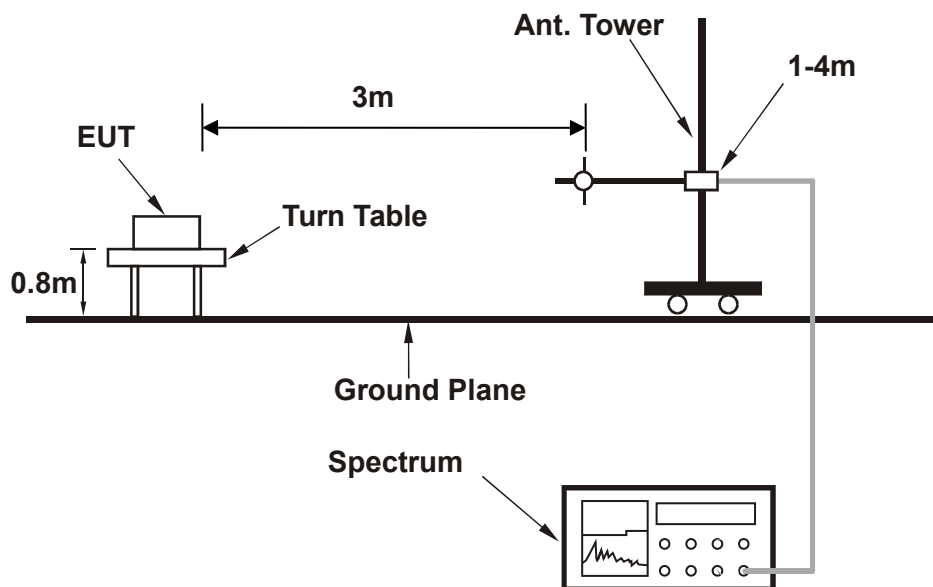 Ant. Tower
1-4m
3m
EUT
Turn Table
0.8m
Ground Plane
Spectrum